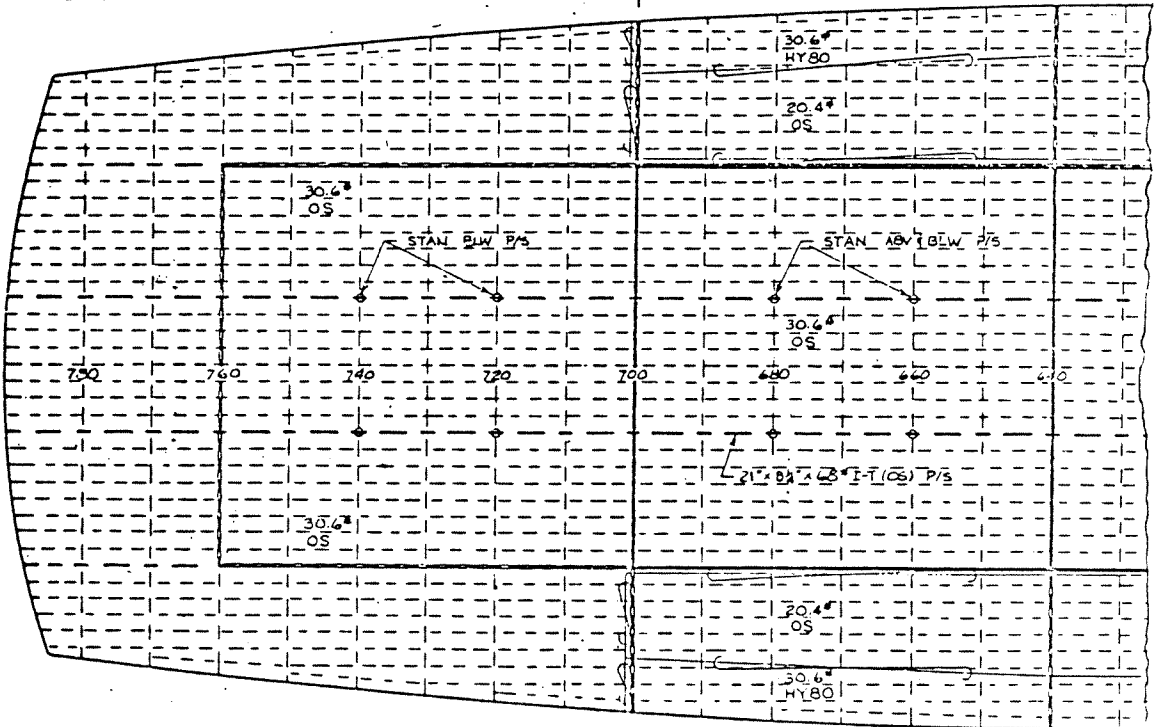 30.6#
HY80
20.4#
OS
30.6#
OS
STAN BLW P/S
STAN ABV & BLW P/S
30.6#
OS
780
760
740
720
700
680
660
640
21" x 8¼" x 68# I-T (OS) P/S
30.6#
OS
20.4#
OS
30.6#
HY80